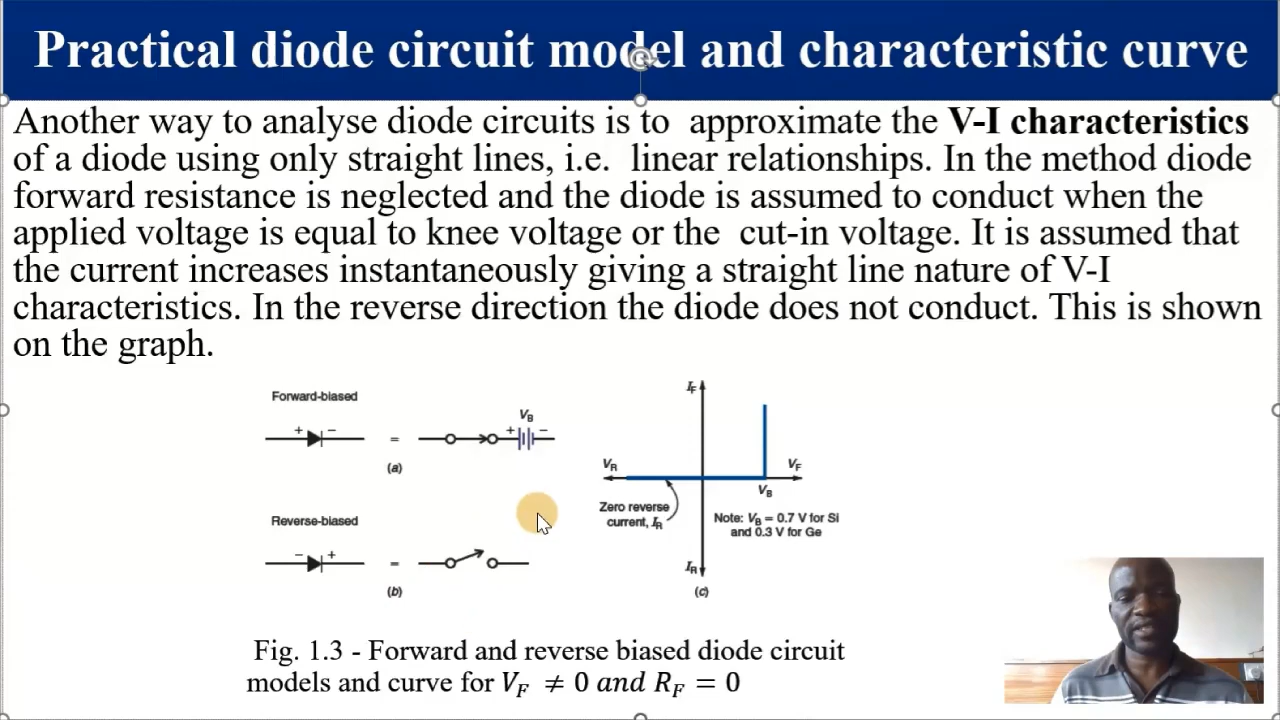 Practical diode circuit model and characteristic curve
Another way to analyse diode circuits is to approximate the V-I characteristics
of a diode using only straight lines, i.e. linear relationships. In the method diode
forward resistance is neglected and the diode is assumed to conduct when the
applied voltage is equal to knee voltage or the cut-in voltage. It is assumed that
the current increases instantaneously giving a straight line nature of V-I
characteristics. In the reverse direction the diode does not conduct. This is shown
on the graph.
Forward-biased
+ −
=
V_B
+ −
(a)
Reverse-biased
− +
=
(b)
I_F
V_R
V_F
V_B
Zero reverse
current, I_R
Note: V_B = 0.7 V for Si
and 0.3 V for Ge
I_R
(c)
Fig. 1.3 - Forward and reverse biased diode circuit
models and curve for V_F ≠ 0 and R_F = 0